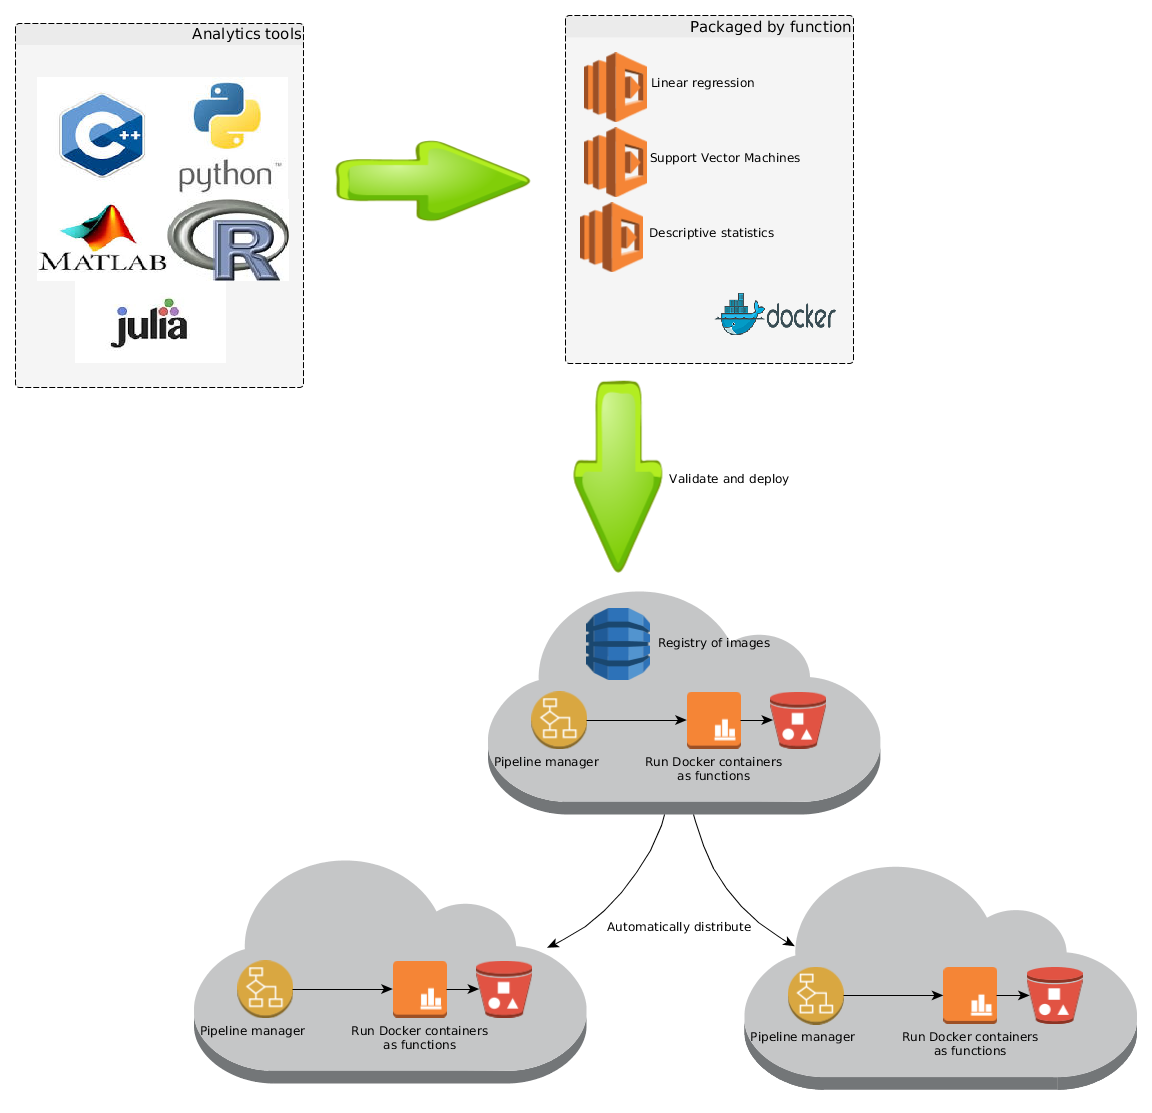 Analytics tools
C++
python™
MATLAB
R
julia
Packaged by function
Linear regression
Support Vector Machines
Descriptive statistics
docker
Validate and deploy
Registry of images
Pipeline manager
Run Docker containers
as functions
Automatically distribute
Pipeline manager
Run Docker containers
as functions
Pipeline manager
Run Docker containers
as functions